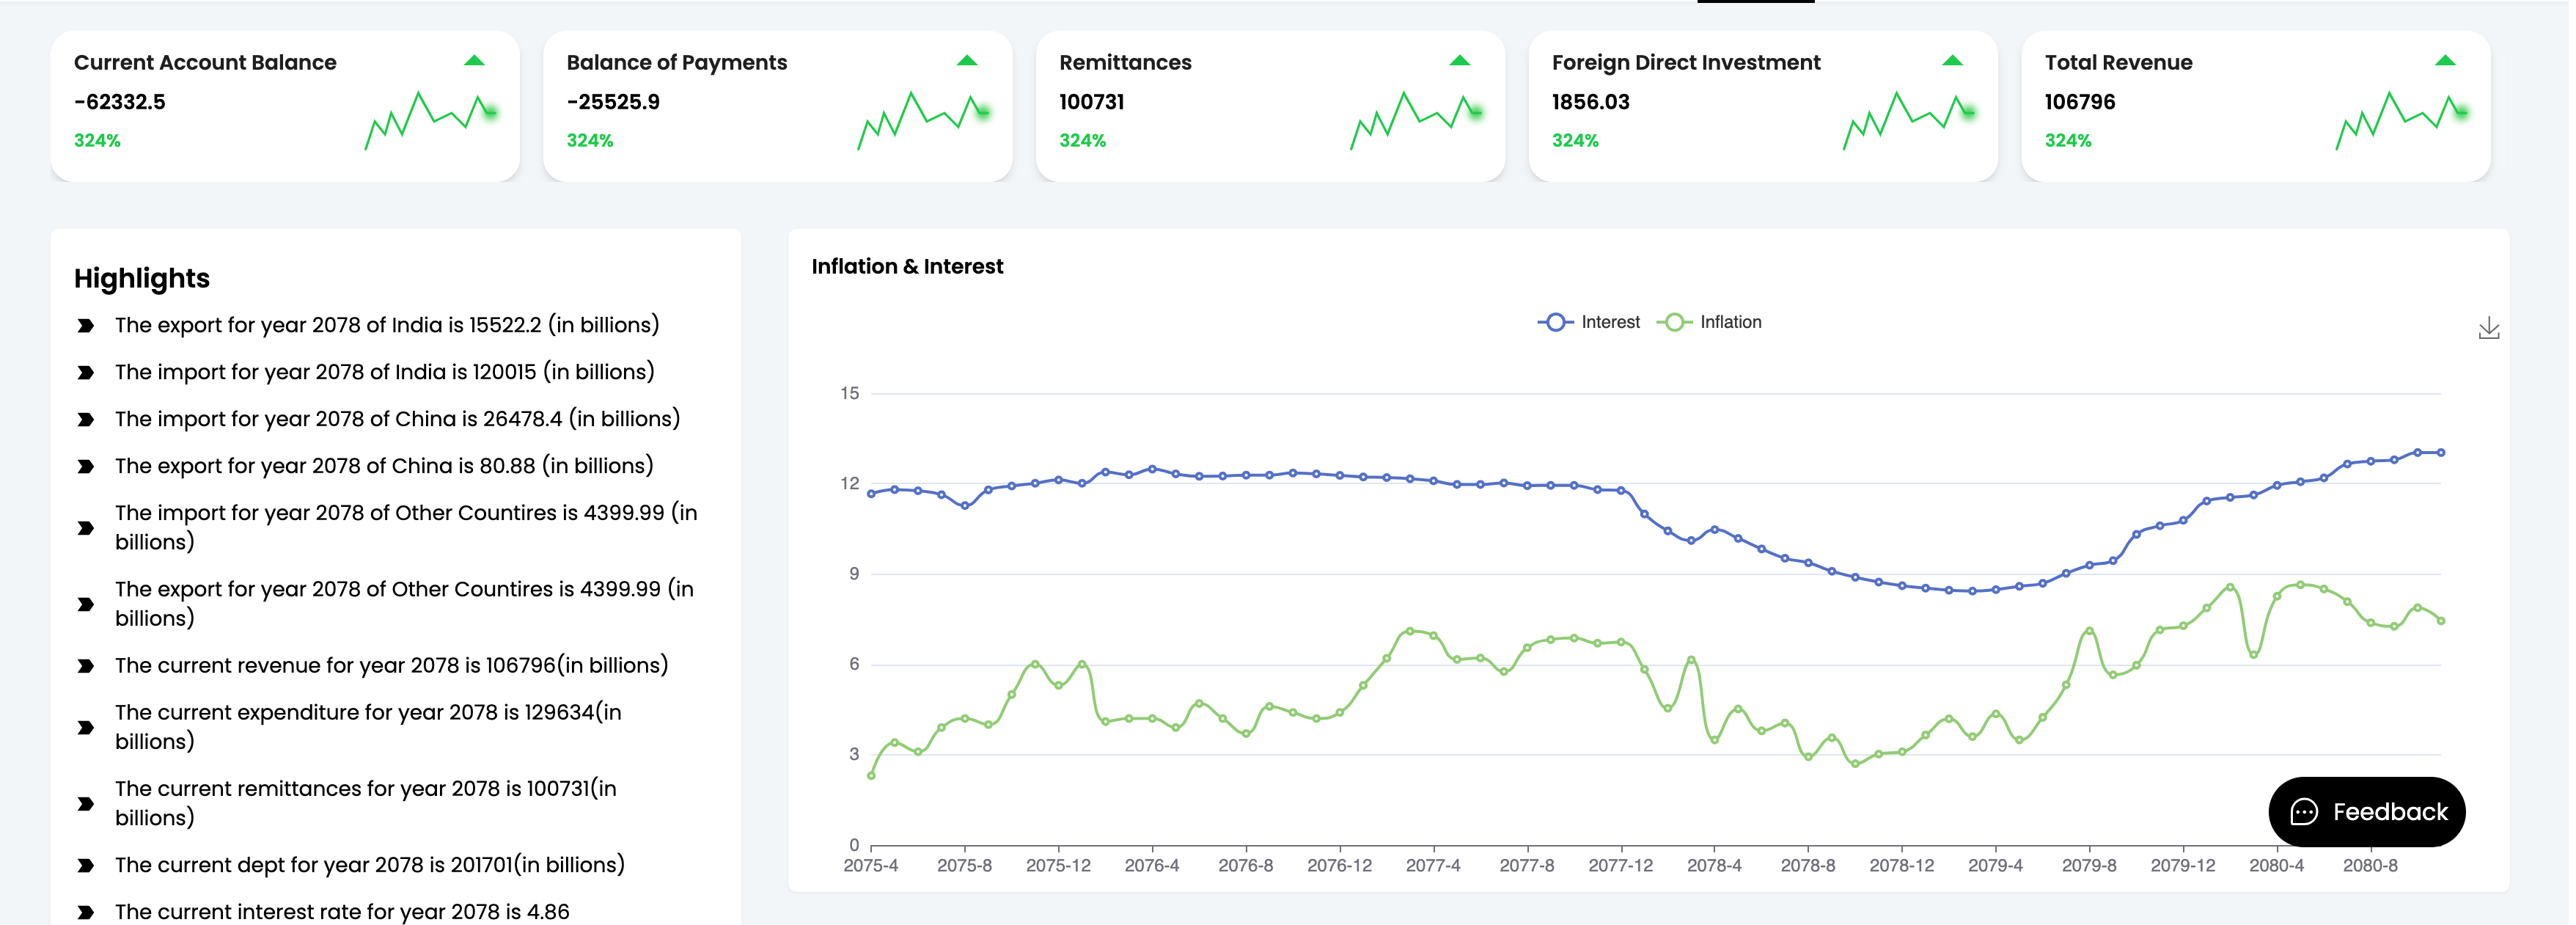 Current Account Balance
-62332.5
324%
Balance of Payments
-25525.9
324%
Remittances
100731
324%
Foreign Direct Investment
1856.03
324%
Total Revenue
106796
324%
Highlights
The export for year 2078 of India is 15522.2 (in billions)
The import for year 2078 of India is 120015 (in billions)
The import for year 2078 of China is 26478.4 (in billions)
The export for year 2078 of China is 80.88 (in billions)
The import for year 2078 of Other Countires is 4399.99 (in
billions)
The export for year 2078 of Other Countires is 4399.99 (in
billions)
The current revenue for year 2078 is 106796(in billions)
The current expenditure for year 2078 is 129634(in
billions)
The current remittances for year 2078 is 100731(in
billions)
The current dept for year 2078 is 201701(in billions)
The current interest rate for year 2078 is 4.86
Inflation & Interest
Interest
Inflation
15
12
9
6
3
0
2075-4
2075-8
2075-12
2076-4
2076-8
2076-12
2077-4
2077-8
2077-12
2078-4
2078-8
2078-12
2079-4
2079-8
2079-12
2080-4
2080-8
Feedback